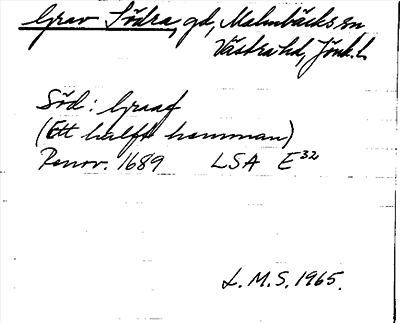 Grav Södra, gd, Malmbäcks sn
Västra hd, Jönk. l.
Söd: Graaf
(Ett halft hemman)
Renov. 1689 LSA E32
L. M. S. 1965.